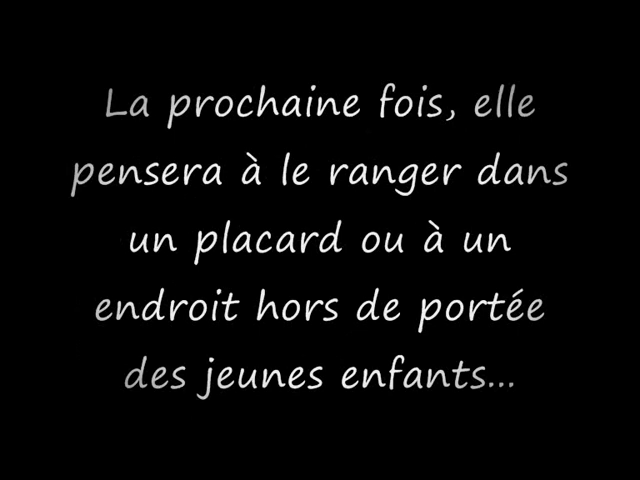 La prochaine fois, elle
pensera à le ranger dans
un placard ou à un
endroit hors de portée
des jeunes enfants...